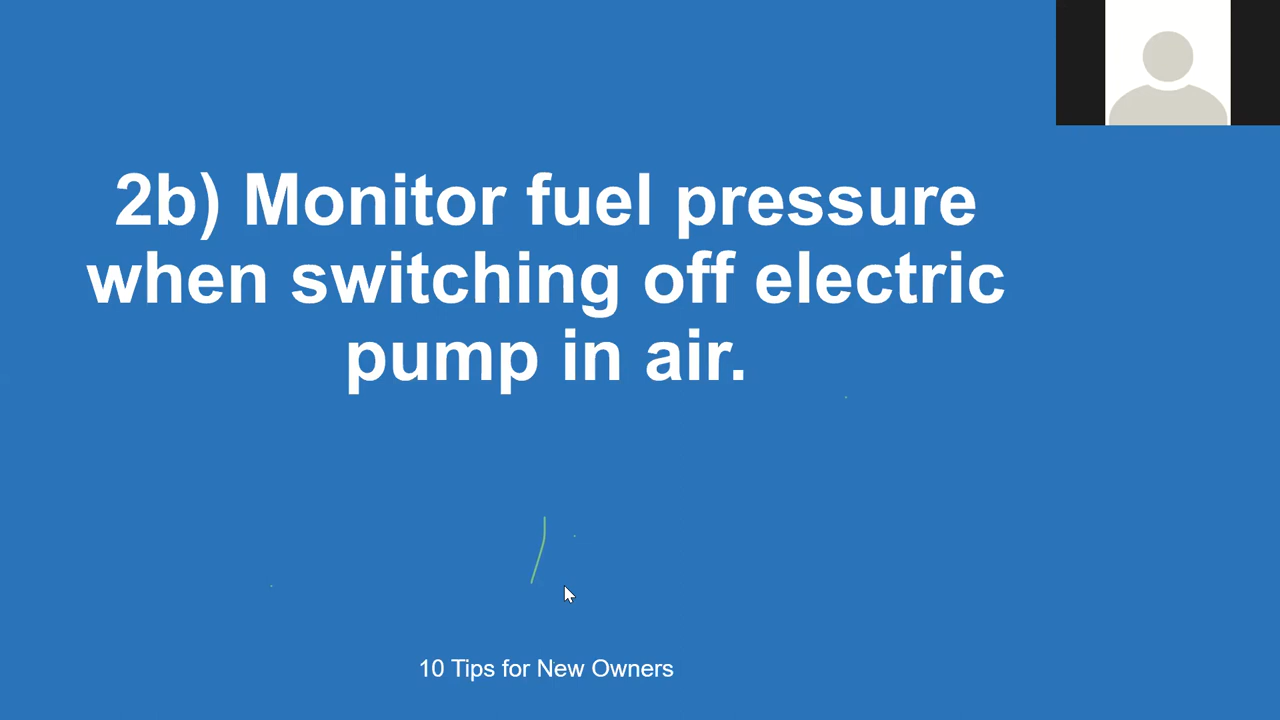 2b) Monitor fuel pressure
when switching off electric
pump in air.
10 Tips for New Owners